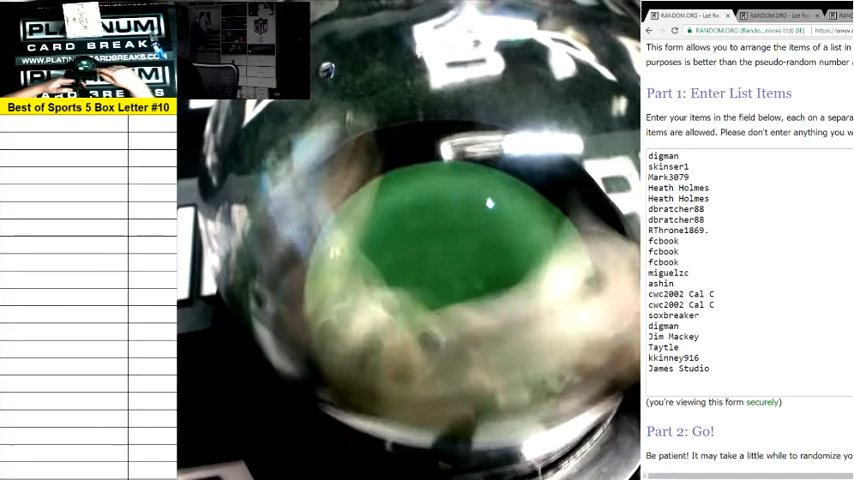 PLATINUM
CARD BREAKS
WWW.PLATINUMCARDBREAKS.CO
PLATINUM
Best of Sports 5 Box Letter #10
RANDOM.ORG - List Ra
RANDOM.ORG - List Ra
This form allows you to arrange the items of a list in
purposes is better than the pseudo-random number a
Part 1: Enter List Items
Enter your items in the field below, each on a separa
items are allowed. Please don't enter anything you w
digman
skinser1
Mark3079
Heath Holmes
Heath Holmes
dbratcher88
dbratcher88
RThrone1869.
fcbook
fcbook
fcbook
miguelzc
ashin
cwc2002 Cal C
cwc2002 Cal C
soxbreaker
digman
Jim Mackey
Taytle
kkinney916
James Studio
(you're viewing this form securely)
Part 2: Go!
Be patient! It may take a little while to randomize yo